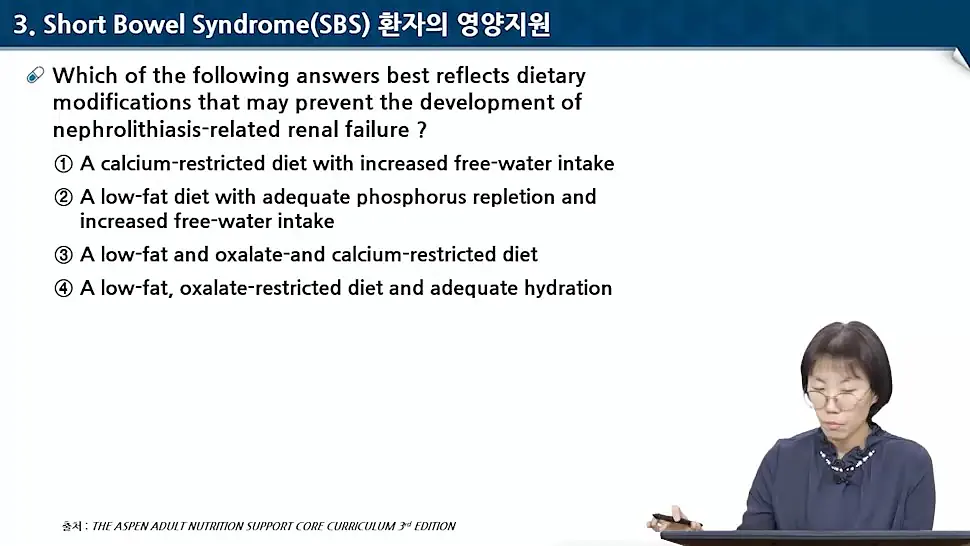 3. Short Bowel Syndrome(SBS) 환자의 영양지원
Which of the following answers best reflects dietary
modifications that may prevent the development of
nephrolithiasis-related renal failure ?
① A calcium-restricted diet with increased free-water intake
② A low-fat diet with adequate phosphorus repletion and
increased free-water intake
③ A low-fat and oxalate-and calcium-restricted diet
④ A low-fat, oxalate-restricted diet and adequate hydration
출처 : THE ASPEN ADULT NUTRITION SUPPORT CORE CURRICULUM 3rd EDITION